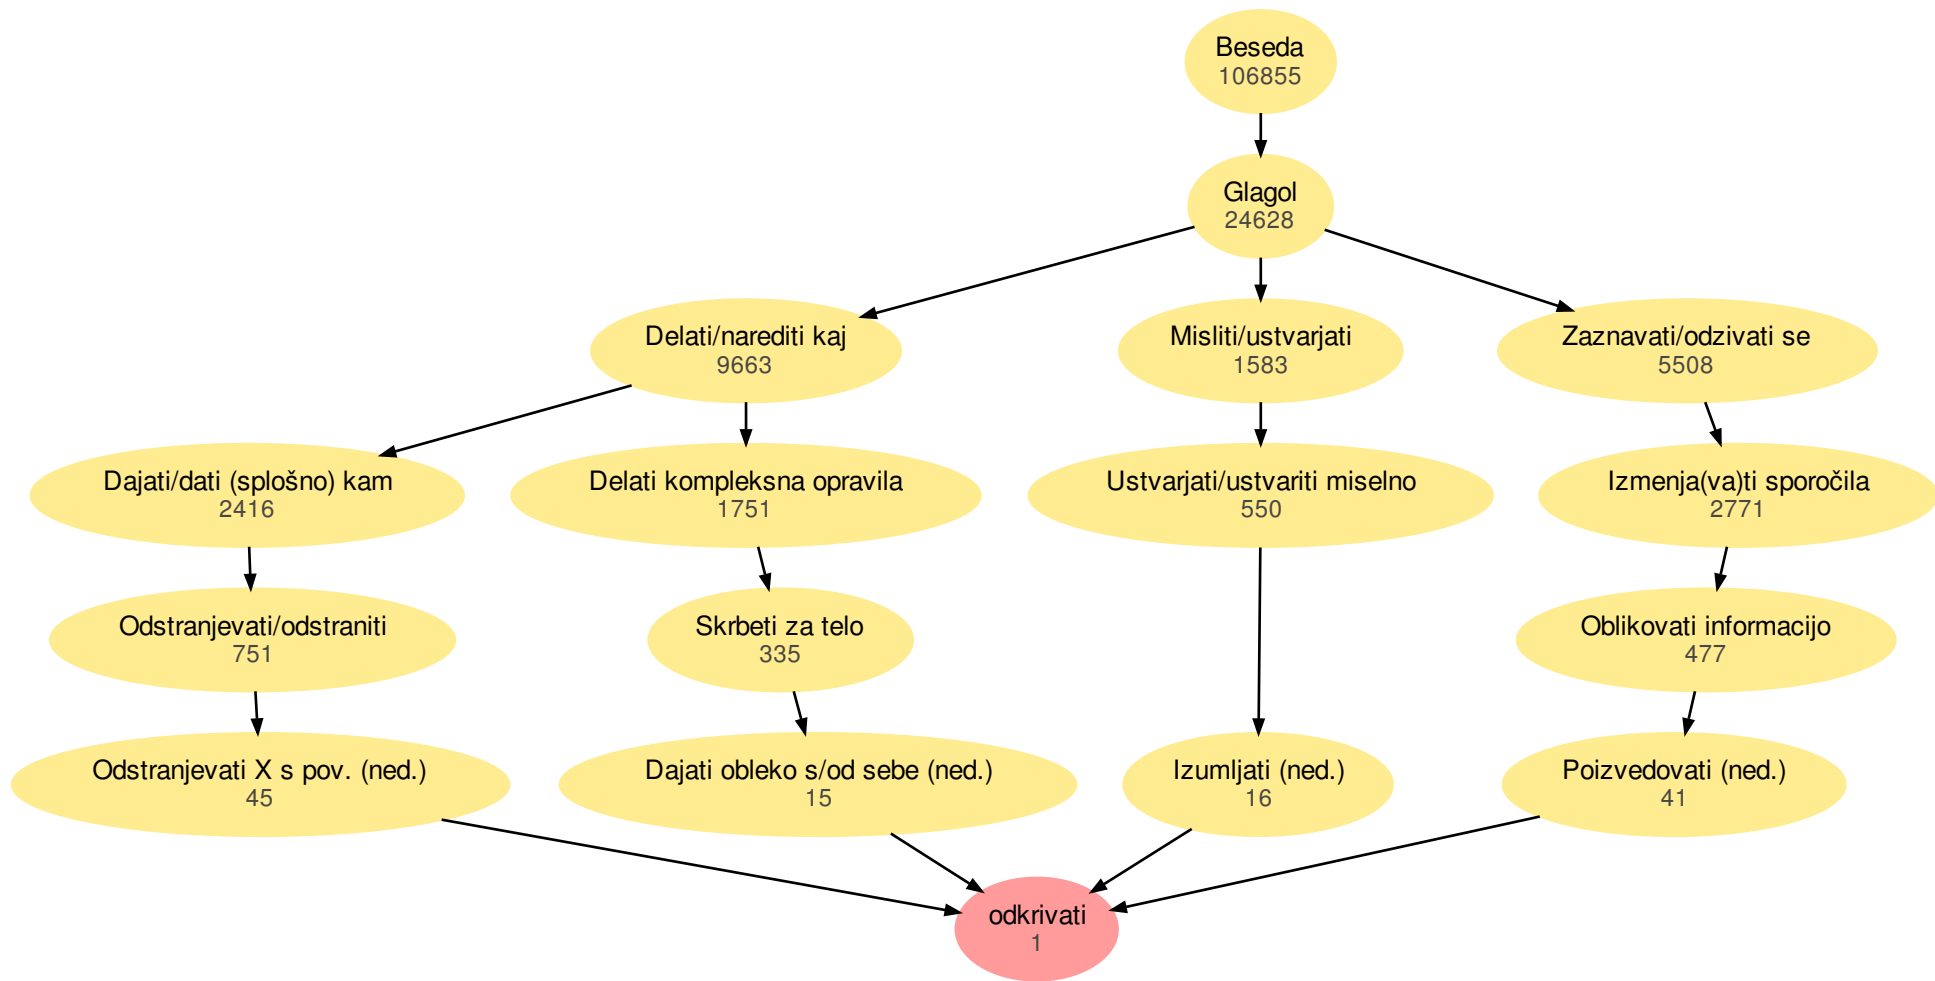 Beseda
106855
Glagol
24628
Delati/narediti kaj
9663
Misliti/ustvarjati
1583
Zaznavati/odzivati se
5508
Dajati/dati (splošno) kam
2416
Delati kompleksna opravila
1751
Ustvarjati/ustvariti miselno
550
Izmenja(va)ti sporočila
2771
Odstranjevati/odstraniti
751
Skrbeti za telo
335
Oblikovati informacijo
477
Odstranjevati X s pov. (ned.)
45
Dajati obleko s/od sebe (ned.)
15
Izumljati (ned.)
16
Poizvedovati (ned.)
41
odkrivati
1